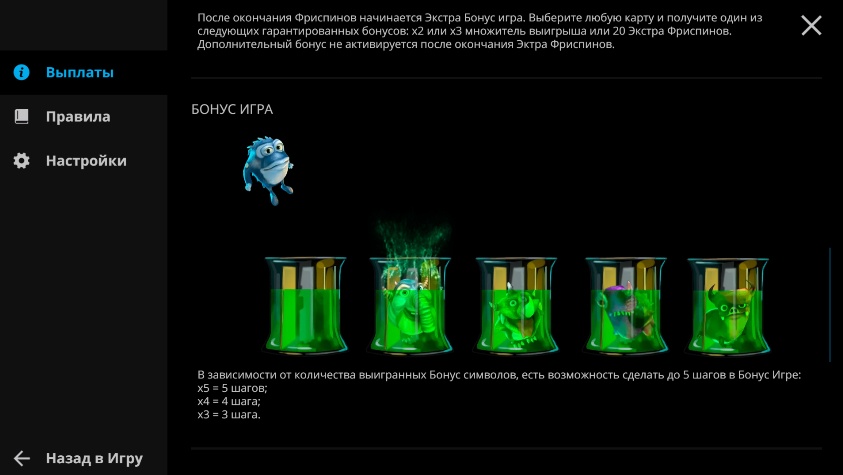 После окончания Фриспинов начинается Экстра Бонус игра. Выберите любую карту и получите один из
следующих гарантированных бонусов: x2 или x3 множитель выигрыша или 20 Экстра Фриспинов.
Дополнительный бонус не активируется после окончания Эктра Фриспинов.
Выплаты
Правила
Настройки
БОНУС ИГРА
В зависимости от количества выигранных Бонус символов, есть возможность сделать до 5 шагов в Бонус Игре:
x5 = 5 шагов;
x4 = 4 шага;
x3 = 3 шага.
Назад в Игру